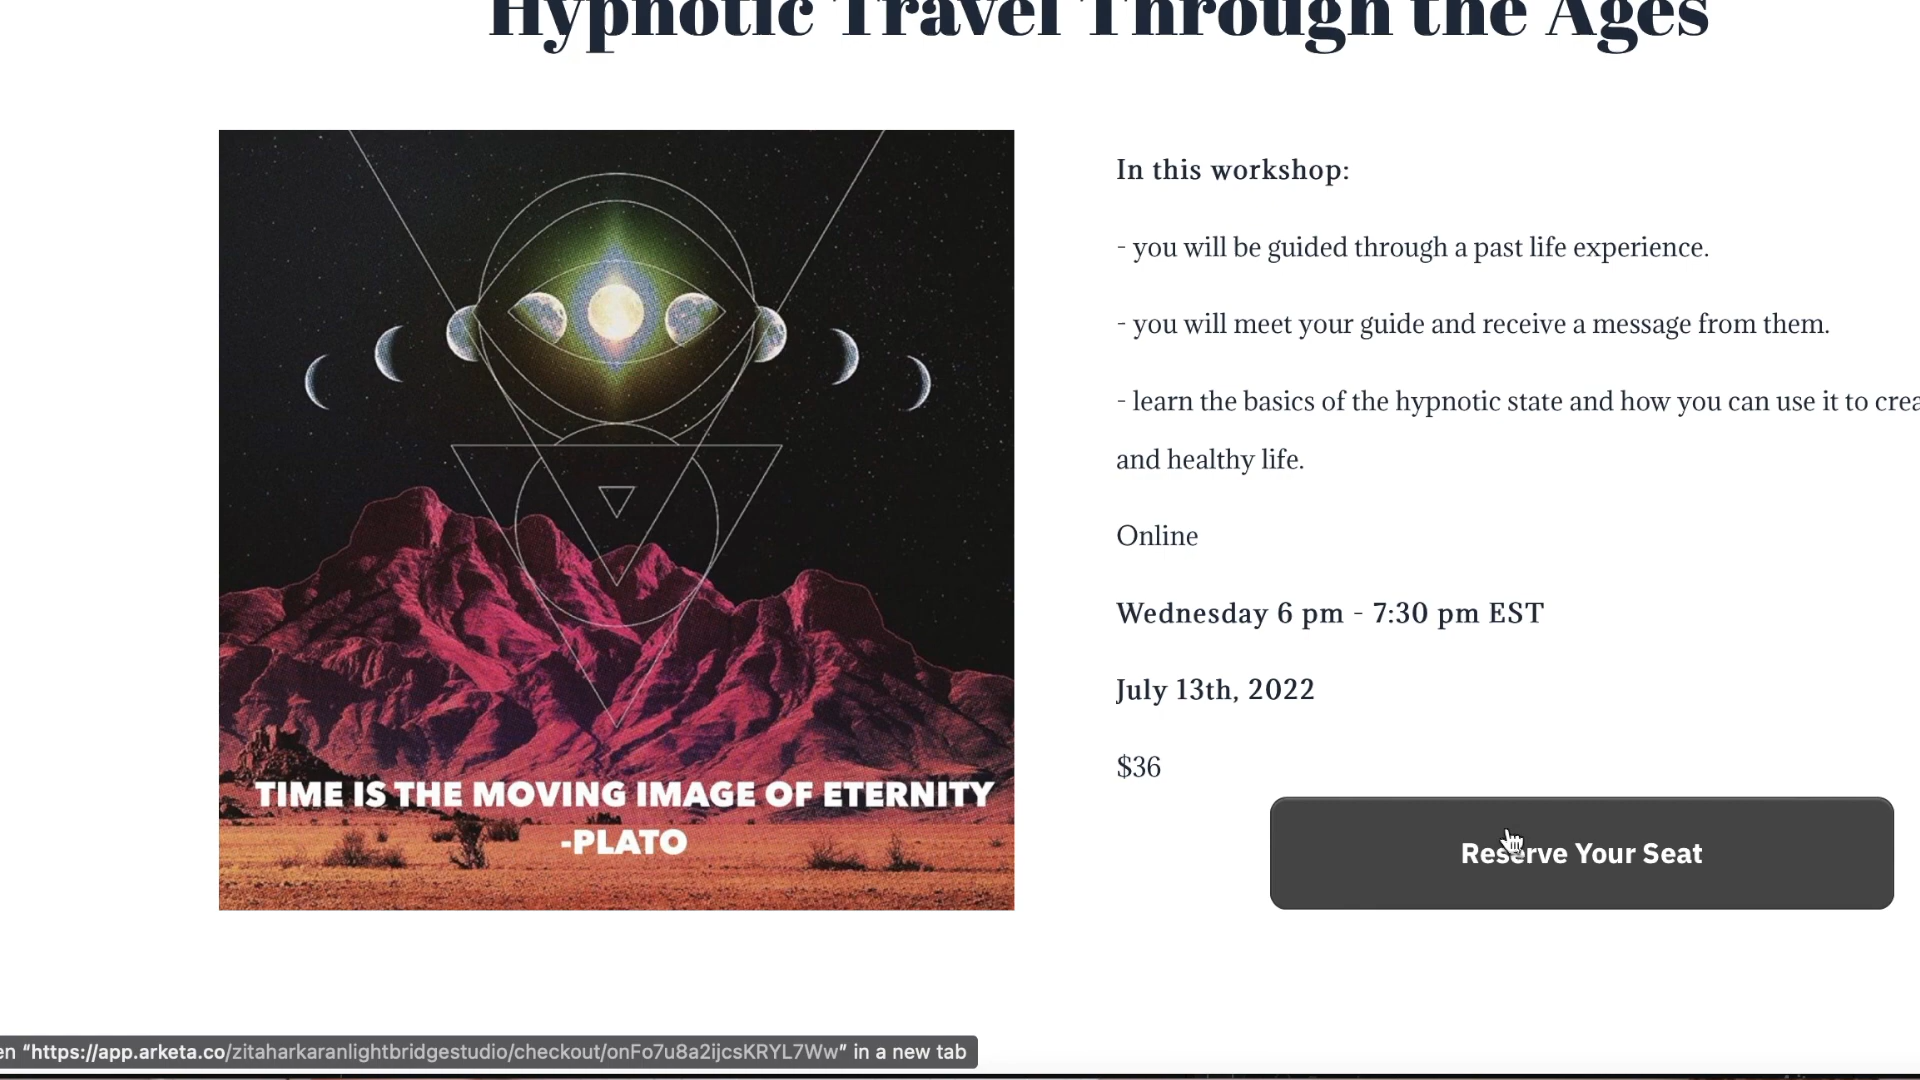 Hypnotic Travel Through the Ages
In this workshop:
- you will be guided through a past life experience.
- you will meet your guide and receive a message from them.
- learn the basics of the hypnotic state and how you can use it to
and healthy life.
Online
Wednesday 6 pm - 7:30 pm EST
July 13th, 2022
$36
TIME IS THE MOVING IMAGE OF ETERNITY
-PLATO
Reserve Your Seat
"https://app.arketa.co/zitaharkaranlightbridgestudio/checkout/onFo7u8a2ijcsKRYL7Ww" in a new tab